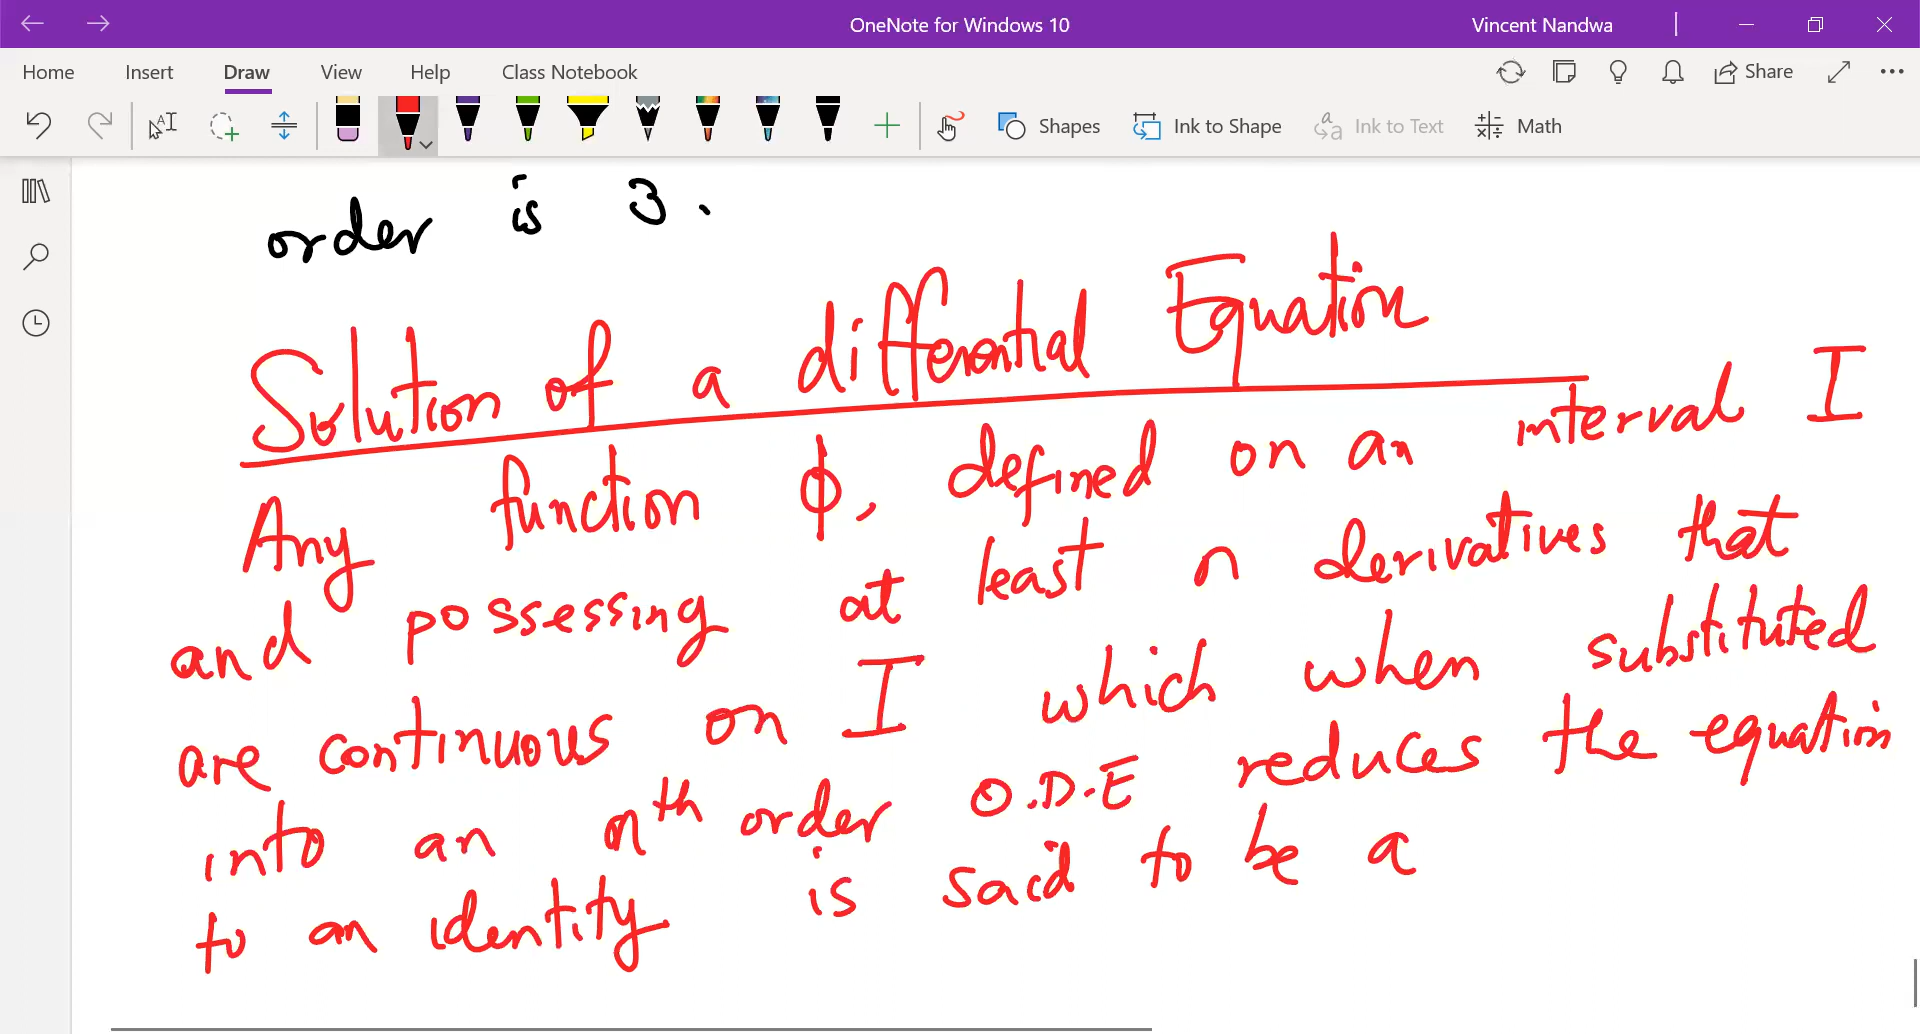 OneNote for Windows 10
Vincent Nandwa
Home Insert Draw View Help Class Notebook
Share
Shapes Ink to Shape Ink to Text Math
order is 3.
Solution of a differential Equation
Any function ϕ, defined on an interval I
and possessing at least n derivatives that
are continuous on I which when substituted
into an nth order O.D.E reduces the equation
to an identity is said to be a